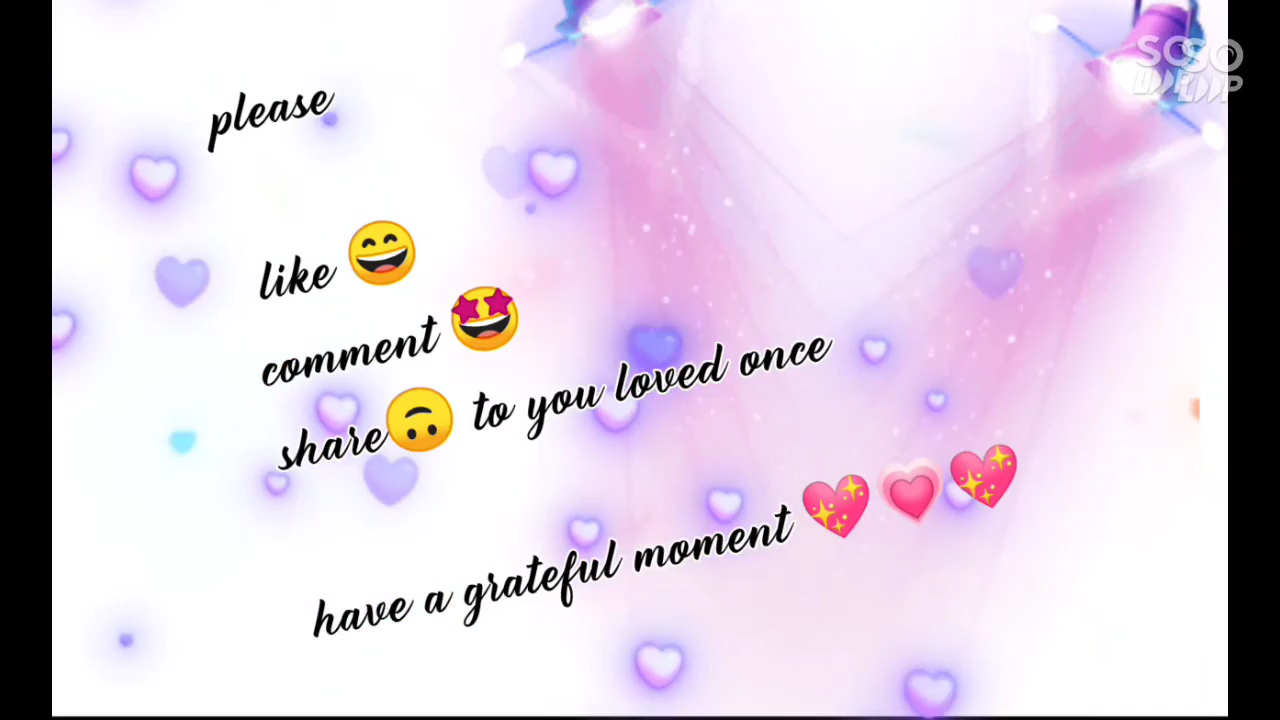 please
like 😄
comment 🤩
share🙃 to you loved once
have a grateful moment 💖💗💖